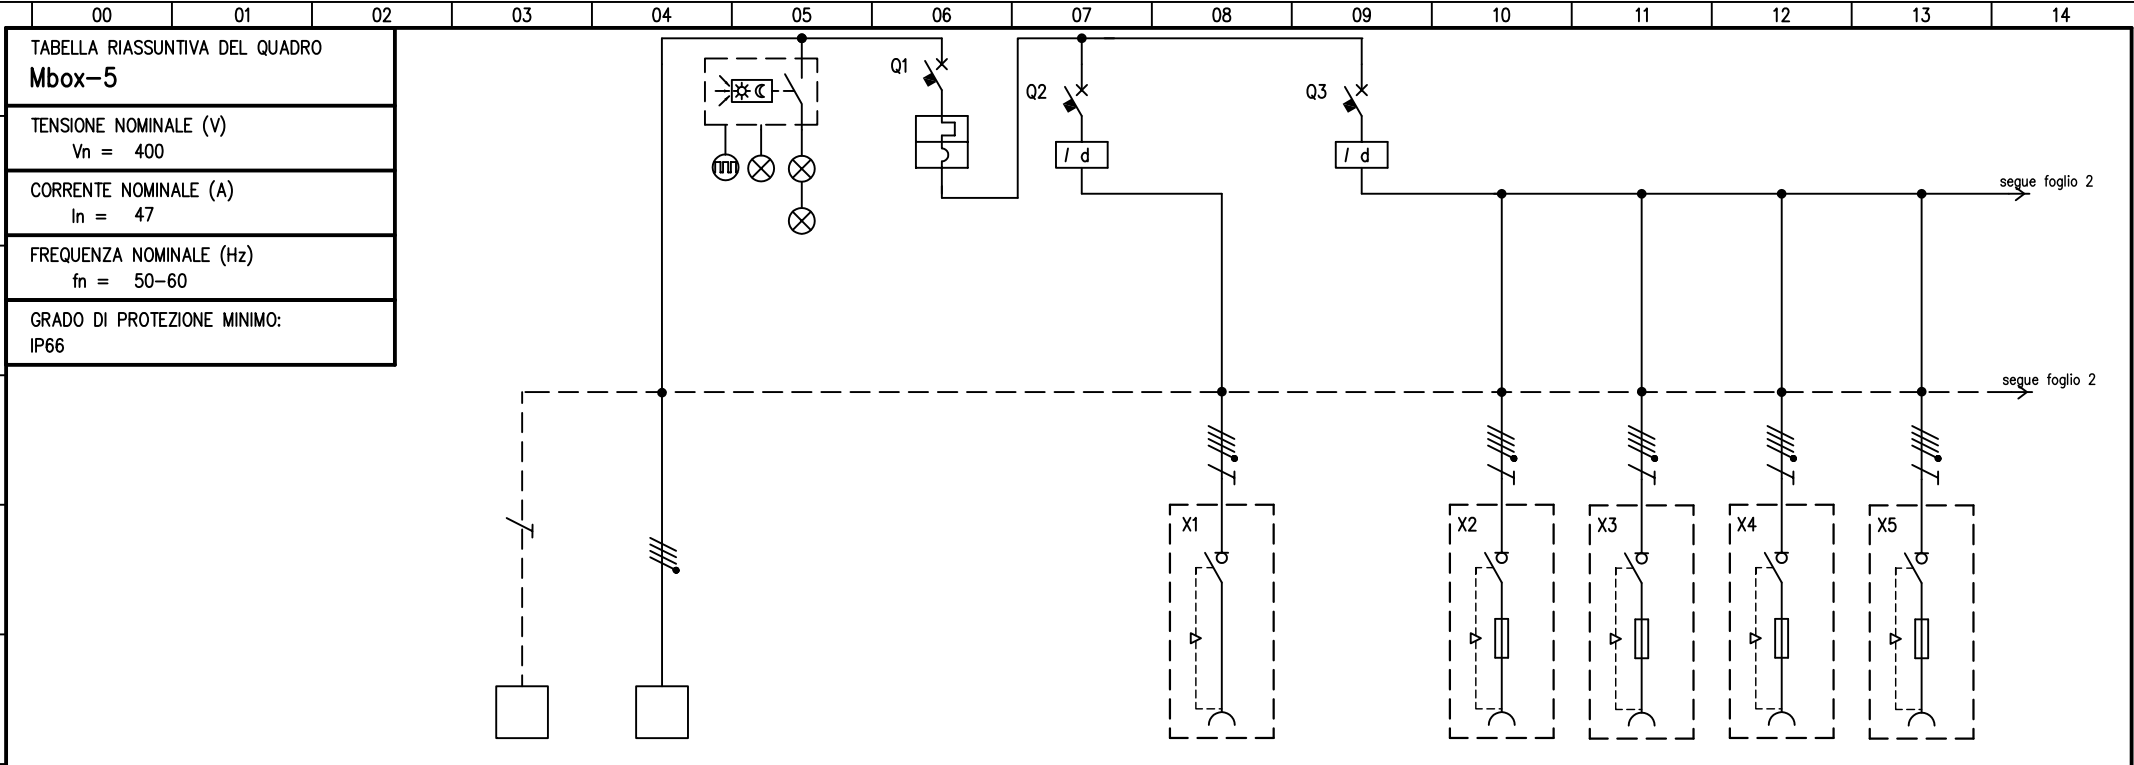 00 01 02 03 04 05 06 07 08 09 10 11 12 13 14
TABELLA RIASSUNTIVA DEL QUADRO
Mbox-5
TENSIONE NOMINALE (V)
Vn = 400
CORRENTE NOMINALE (A)
In = 47
FREQUENZA NOMINALE (Hz)
fn = 50-60
GRADO DI PROTEZIONE MINIMO:
IP66
Q1
Q2
Q3
I d
I d
segue foglio 2
segue foglio 2
X1
X2
X3
X4
X5